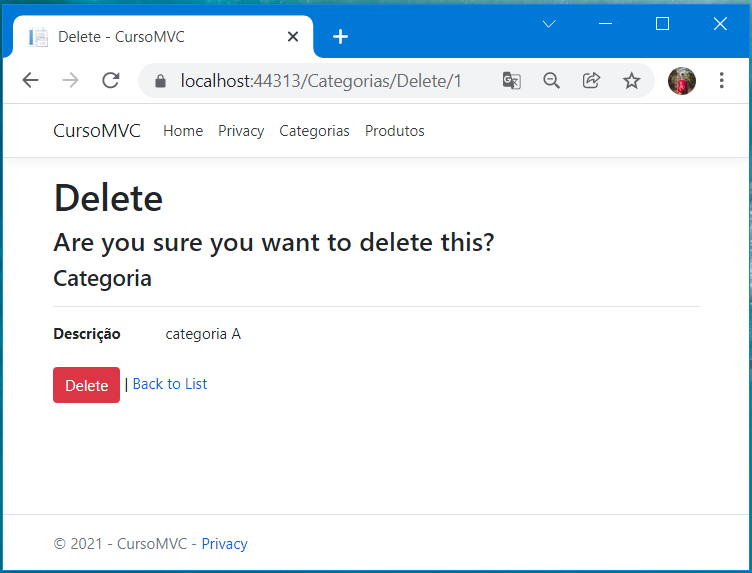 Delete - CursoMVC
localhost:44313/Categorias/Delete/1
CursoMVC Home Privacy Categorias Produtos
Delete
Are you sure you want to delete this?
Categoria
Descrição categoria A
Delete | Back to List
© 2021 - CursoMVC - Privacy